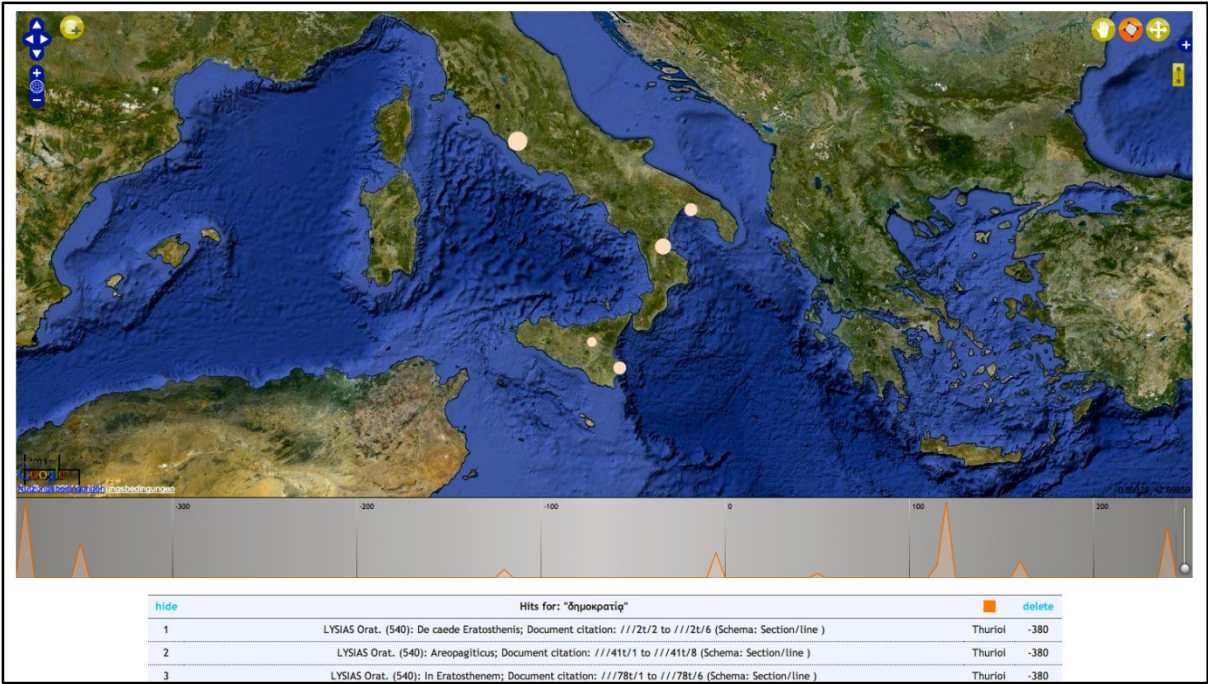 -300 -200 -100 0 100 200
hide Hits for: "δημοκρατίᾳ" delete
1 LYSIAS Orat. (540): De caede Eratosthenis; Document citation: ///2t/2 to ///2t/6 (Schema: Section/line ) Thurioi -380
2 LYSIAS Orat. (540): Areopagiticus; Document citation: ///41t/1 to ///41t/8 (Schema: Section/line ) Thurioi -380
3 LYSIAS Orat. (540): In Eratosthenem; Document citation: ///78t/1 to ///78t/6 (Schema: Section/line ) Thurioi -380